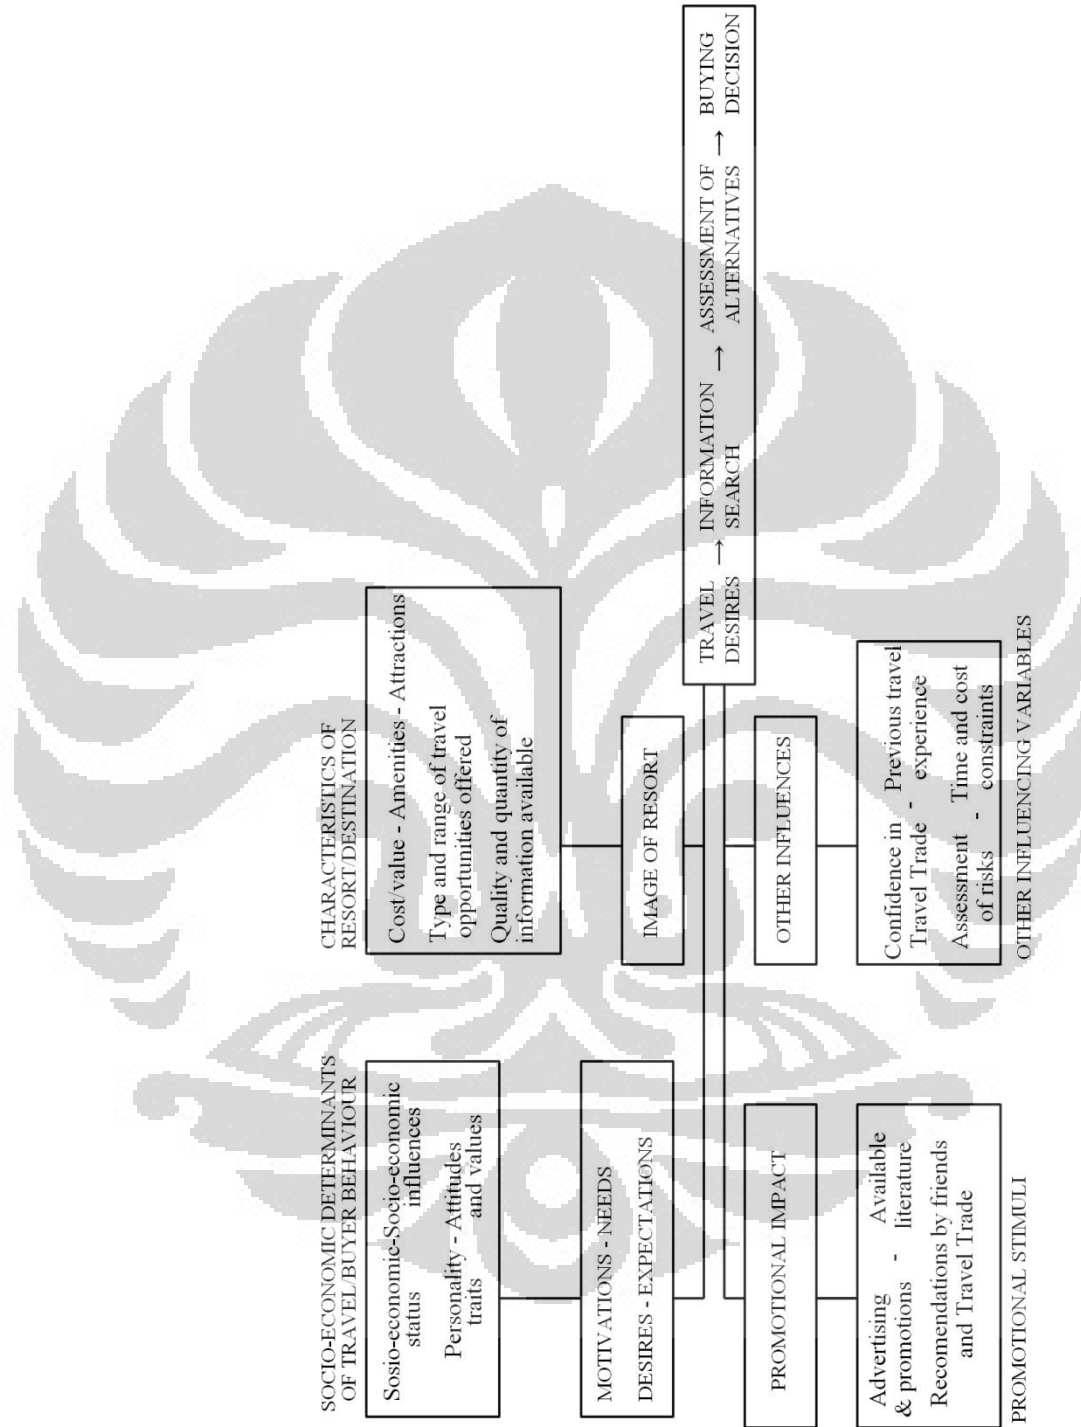 SOCIO-ECONOMIC DETERMINANTS
OF TRAVEL/BUYER BEHAVIOUR
Sosio-economic-Socio-economic
status influences
Personality - Attitudes
traits and values
MOTIVATIONS - NEEDS
DESIRES - EXPECTATIONS
CHARACTERISTICS OF
RESORT/DESTINATION
Cost/value - Amenities - Attractions
Type and range of travel
opportunities offered
Quality and quantity of
information available
IMAGE OF RESORT
TRAVEL → INFORMATION → ASSESSMENT OF → BUYING
DESIRES SEARCH ALTERNATIVES DECISION
PROMOTIONAL IMPACT
Advertising - Available
& promotions literature
Recomendations by friends
and Travel Trade
PROMOTIONAL STIMULI
OTHER INFLUENCES
Confidence in - Previous travel
Travel Trade experience
Assessment - Time and cost
of risks constraints
OTHER INFLUENCING VARIABLES